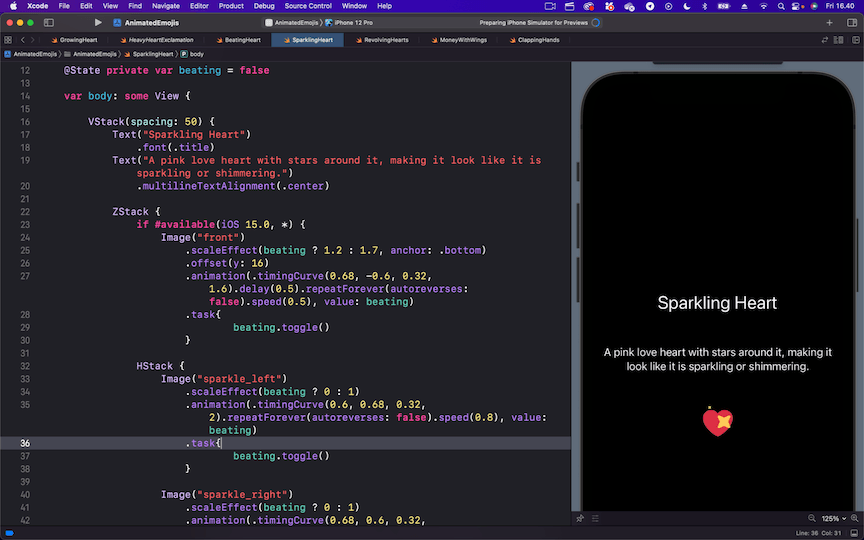 Xcode File Edit View Find Navigate Editor Product Debug Source Control Window Help Fri 16.40
AnimatedEmojis AnimatedEmojis › iPhone 12 Pro Preparing iPhone Simulator for Previews
GrowingHeart HeavyHeartExclamation BeatingHeart SparklingHeart RevolvingHearts MoneyWithWings ClappingHands
AnimatedEmojis › AnimatedEmojis › SparklingHeart › P body
12 @State private var beating = false
13
14 var body: some View {
15
16 VStack(spacing: 50) {
17 Text("Sparkling Heart")
18 .font(.title)
19 Text("A pink love heart with stars around it, making it look like it is
sparkling or shimmering.")
20 .multilineTextAlignment(.center)
21
22 ZStack {
23 if #available(iOS 15.0, *) {
24 Image("front")
25 .scaleEffect(beating ? 1.2 : 1.7, anchor: .bottom)
26 .offset(y: 16)
27 .animation(.timingCurve(0.68, -0.6, 0.32,
1.6).delay(0.5).repeatForever(autoreverses:
false).speed(0.5), value: beating)
28 .task{
29 beating.toggle()
30 }
31
32 HStack {
33 Image("sparkle_left")
34 .scaleEffect(beating ? 0 : 1)
35 .animation(.timingCurve(0.6, 0.68, 0.32,
2).repeatForever(autoreverses: false).speed(0.8), value:
beating)
36 .task{
37 beating.toggle()
38 }
39
40 Image("sparkle_right")
41 .scaleEffect(beating ? 0 : 1)
42 .animation(.timingCurve(0.68, 0.6, 0.32,
Sparkling Heart
A pink love heart with stars around it, making it
look like it is sparkling or shimmering.
125%
Line: 36 Col: 31